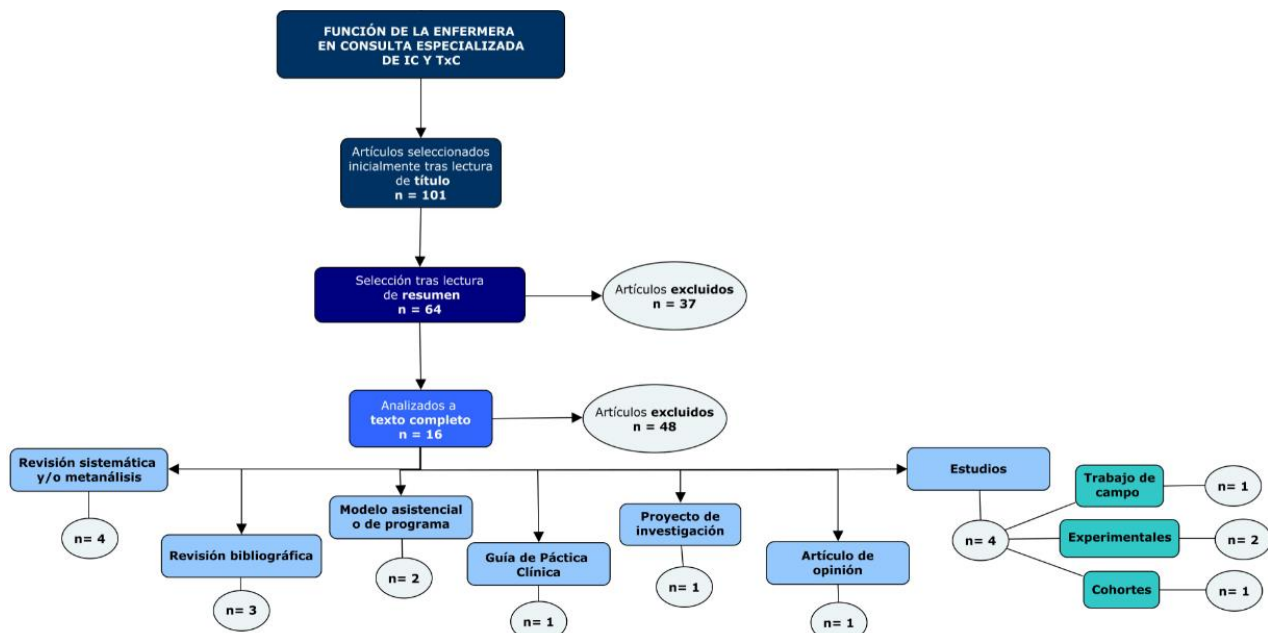 FUNCIÓN DE LA ENFERMERA
EN CONSULTA ESPECIALIZADA
DE IC Y TxC
Artículos seleccionados
inicialmente tras lectura
de título
n = 101
Selección tras lectura
de resumen
n = 64
Artículos excluidos
n = 37
Analizados a
texto completo
n = 16
Artículos excluidos
n = 48
Revisión sistemática
y/o metanálisis
n= 4
Revisión bibliográfica
n= 3
Modelo asistencial
o de programa
n= 2
Guía de Páctica
Clínica
n= 1
Proyecto de
investigación
n= 1
Artículo de
opinión
n= 1
Estudios
n= 4
Trabajo de
campo
n= 1
Experimentales
n= 2
Cohortes
n= 1